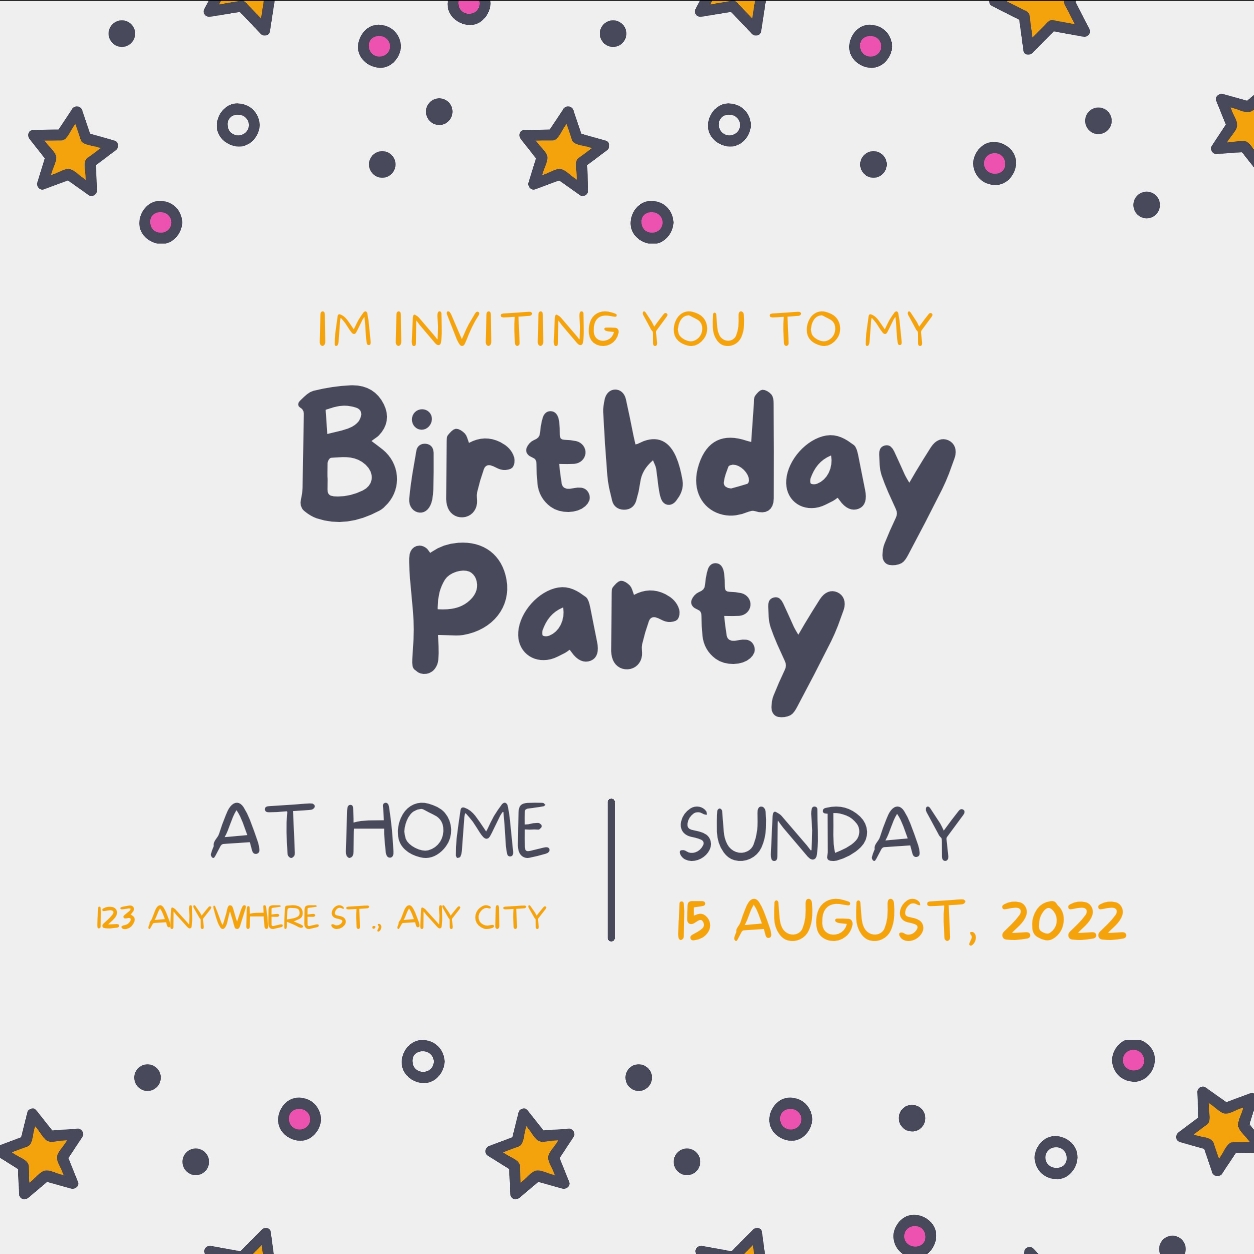 IM INVITING YOU TO MY
Birthday
Party
AT HOME
123 ANYWHERE ST., ANY CITY
SUNDAY
15 AUGUST, 2022